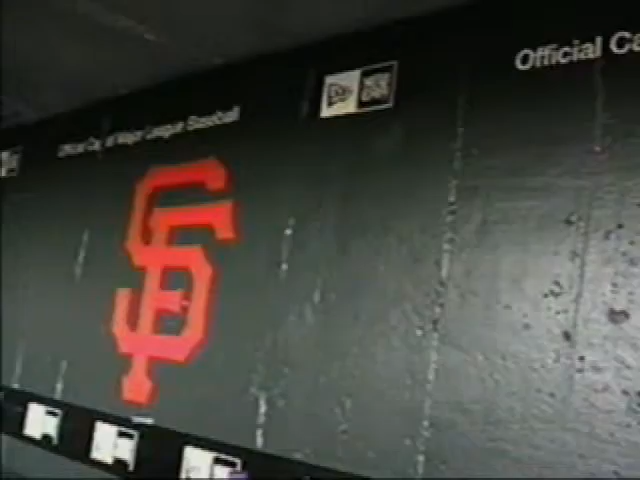 Official Ca
Official Cap of Major League Baseball
NEW ERA
SF